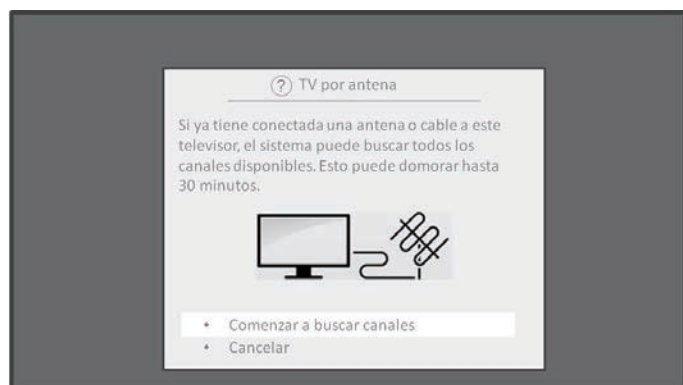 ? TV por antena
Si ya tiene conectada una antena o cable a este
televisor, el sistema puede buscar todos los
canales disponibles. Esto puede domorar hasta
30 minutos.
• Comenzar a buscar canales
• Cancelar